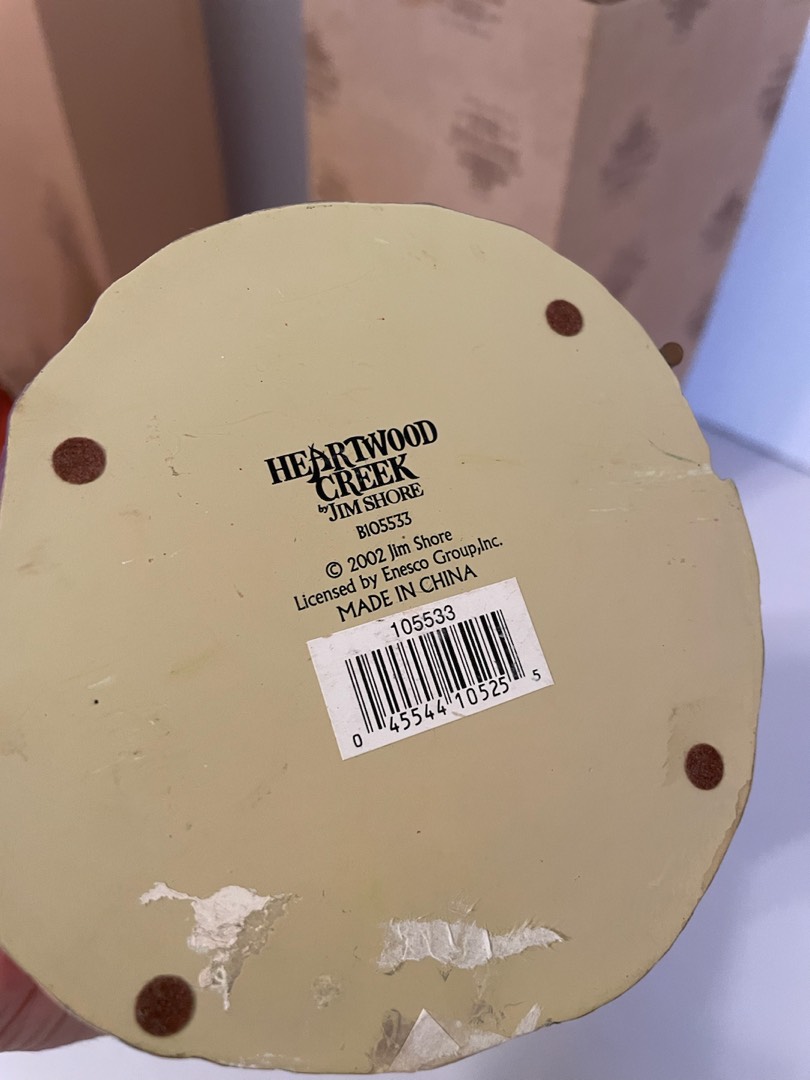 HEARTWOOD
CREEK
by JIM SHORE
B105533
© 2002 Jim Shore
Licensed by Enesco Group,Inc.
MADE IN CHINA
105533
0 45544 10525 5